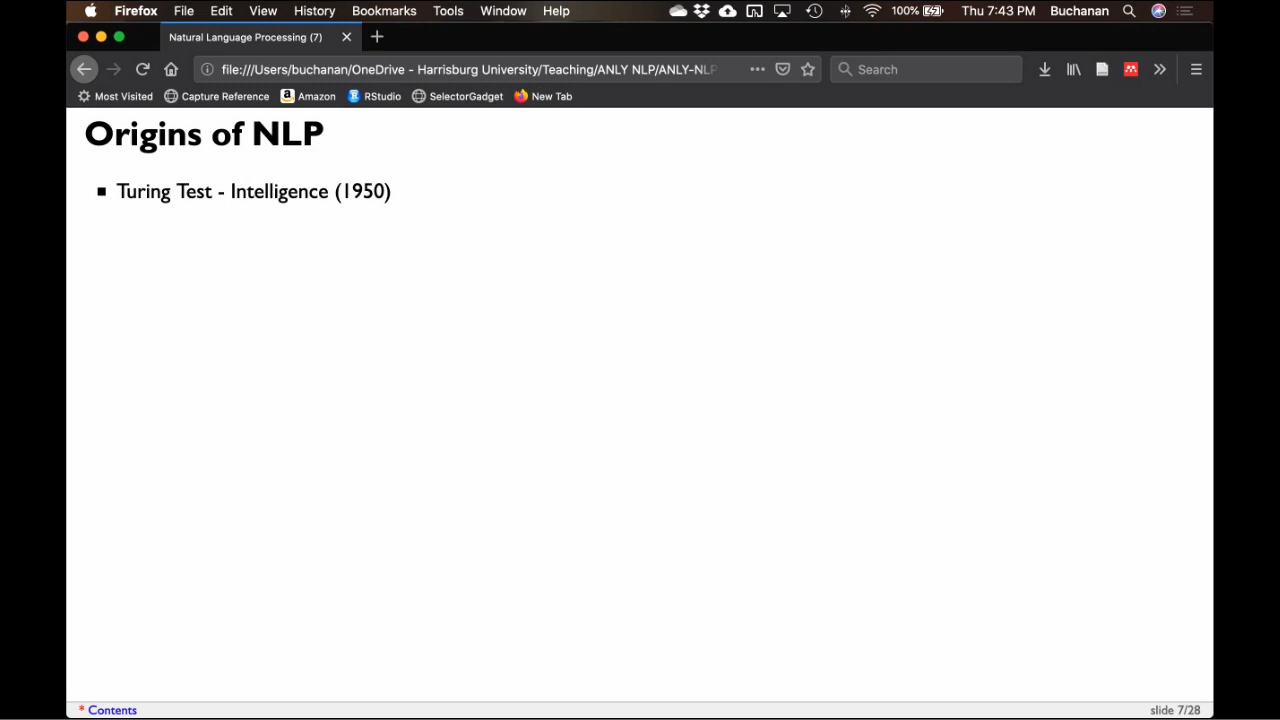 Firefox File Edit View History Bookmarks Tools Window Help 100% Thu 7:43 PM Buchanan
Natural Language Processing (7)
file:///Users/buchanan/OneDrive - Harrisburg University/Teaching/ANLY NLP/ANLY-NLP Search
Most Visited Capture Reference Amazon RStudio SelectorGadget New Tab
Origins of NLP
Turing Test - Intelligence (1950)
* Contents slide 7/28